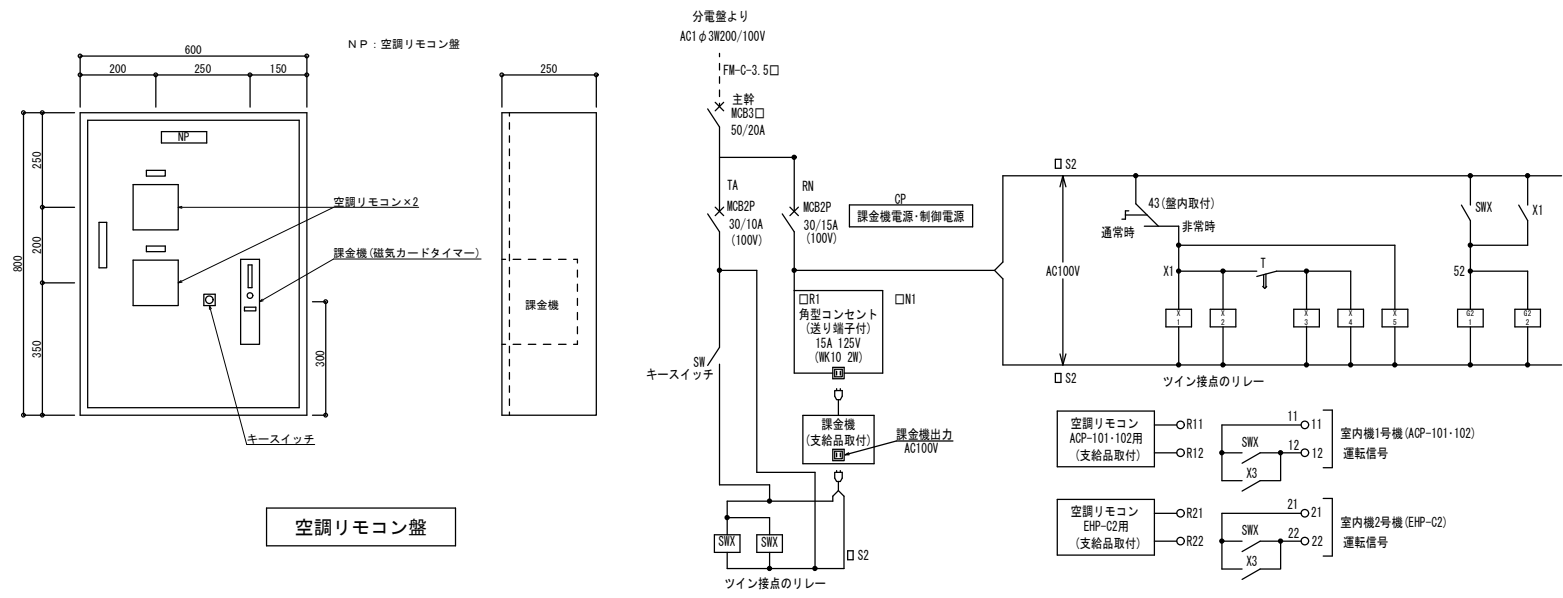 NP：空調リモコン盤
600
200
250
150
800
250
200
350
300
NP
空調リモコン×2
課金機(磁気カードタイマー)
キースイッチ
空調リモコン盤
250
課金機
分電盤より
AC1φ3W200/100V
FM-C-3.5□
主幹
MCB3□
50/20A
TA
MCB2P
30/10A
(100V)
RN
MCB2P
30/15A
(100V)
CP
課金機電源･制御電源
SW
キースイッチ
□R1
□N1
角型コンセント
(送り端子付)
15A 125V
(WK10 2W)
課金機
(支給品取付)
課金機出力
AC100V
SWX
SWX
□ S2
ツイン接点のリレー
□ S2
AC100V
□ S2
43(盤内取付)
通常時
非常時
X1
T
X
1
X
2
X
3
X
4
X
5
SWX
X1
52
G2
1
G2
2
ツイン接点のリレー
空調リモコン
ACP-101･102用
(支給品取付)
R11
R12
11
11
SWX
12
12
X3
室内機1号機(ACP-101･102)
運転信号
空調リモコン
EHP-C2用
(支給品取付)
R21
R22
21
21
SWX
22
22
X3
室内機2号機(EHP-C2)
運転信号